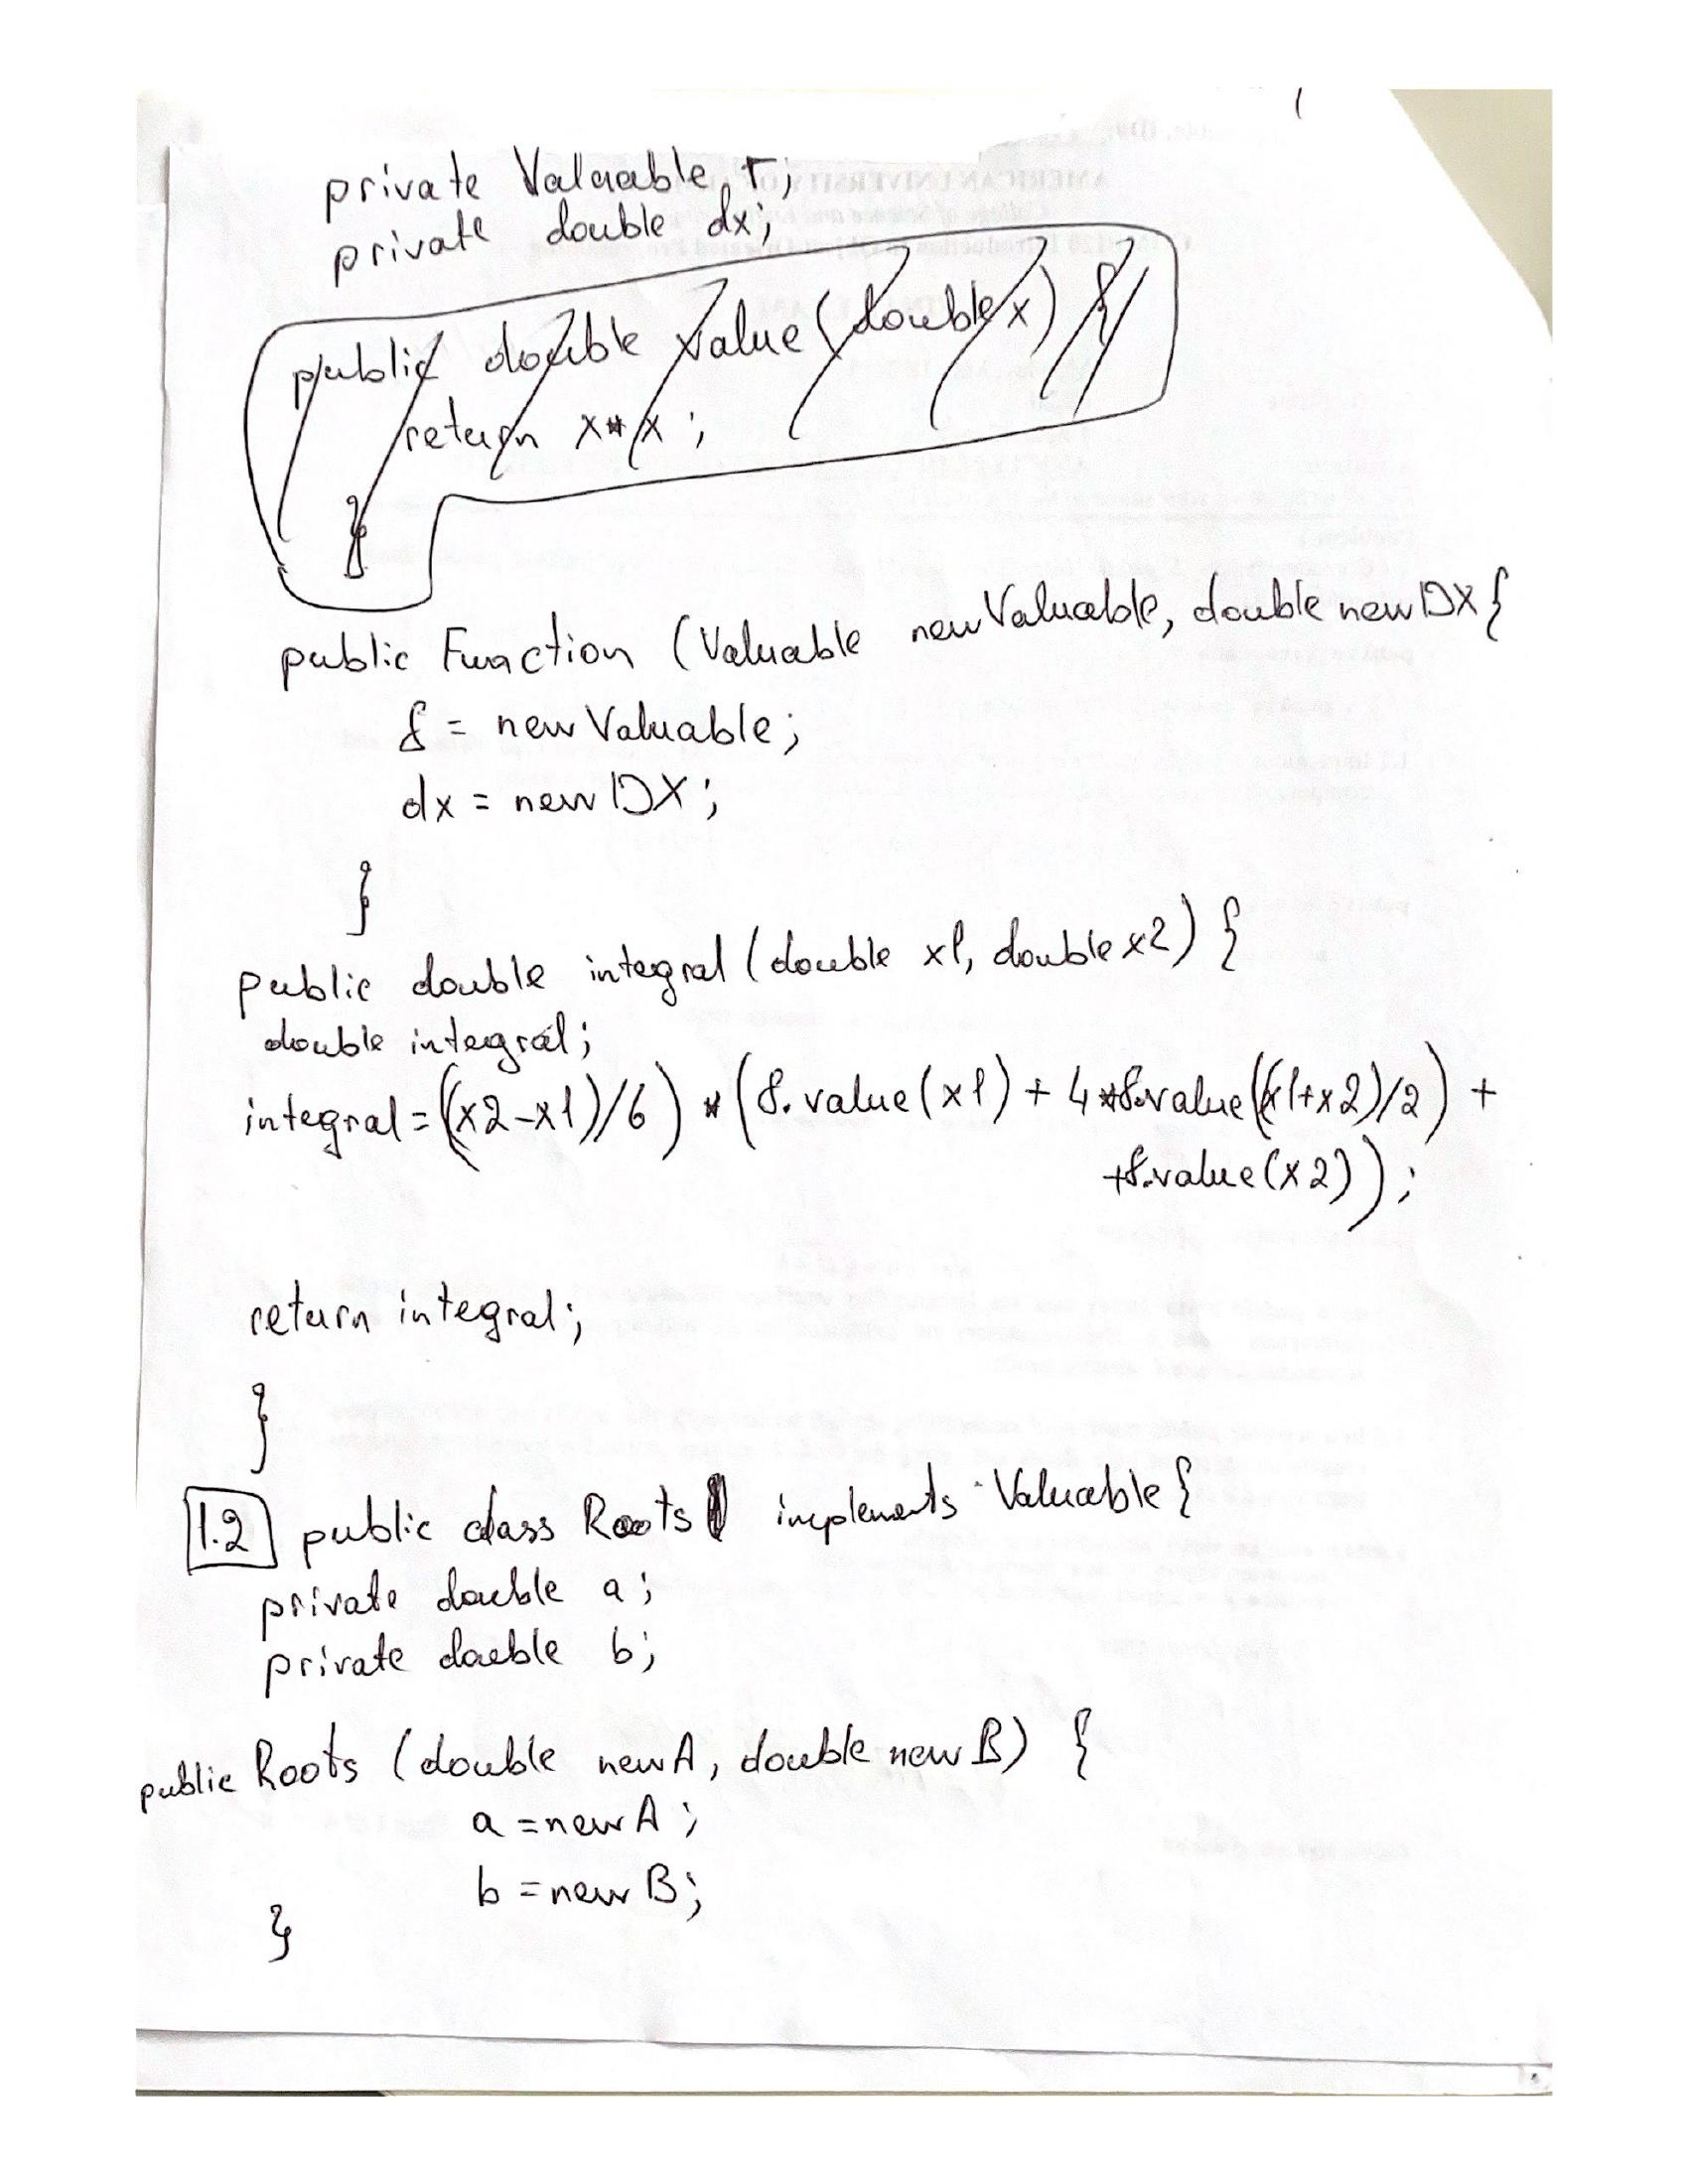 private Valuable f;
private double dx;
public double value(double x) {
return x*x;
}
public Function (Valuable newValuable, double newDX {
f = newValuable;
dx = newDX;
}
public double integral (double x1, double x2) {
double integral;
integral = ((x2-x1)/6) * (f.value(x1) + 4*f.value((x1+x2)/2) +
+f.value(x2));
return integral;
}
1.2 public class Roots implements Valuable {
private double a;
private double b;
public Roots (double newA, double newB) {
a = newA;
b = newB;
}